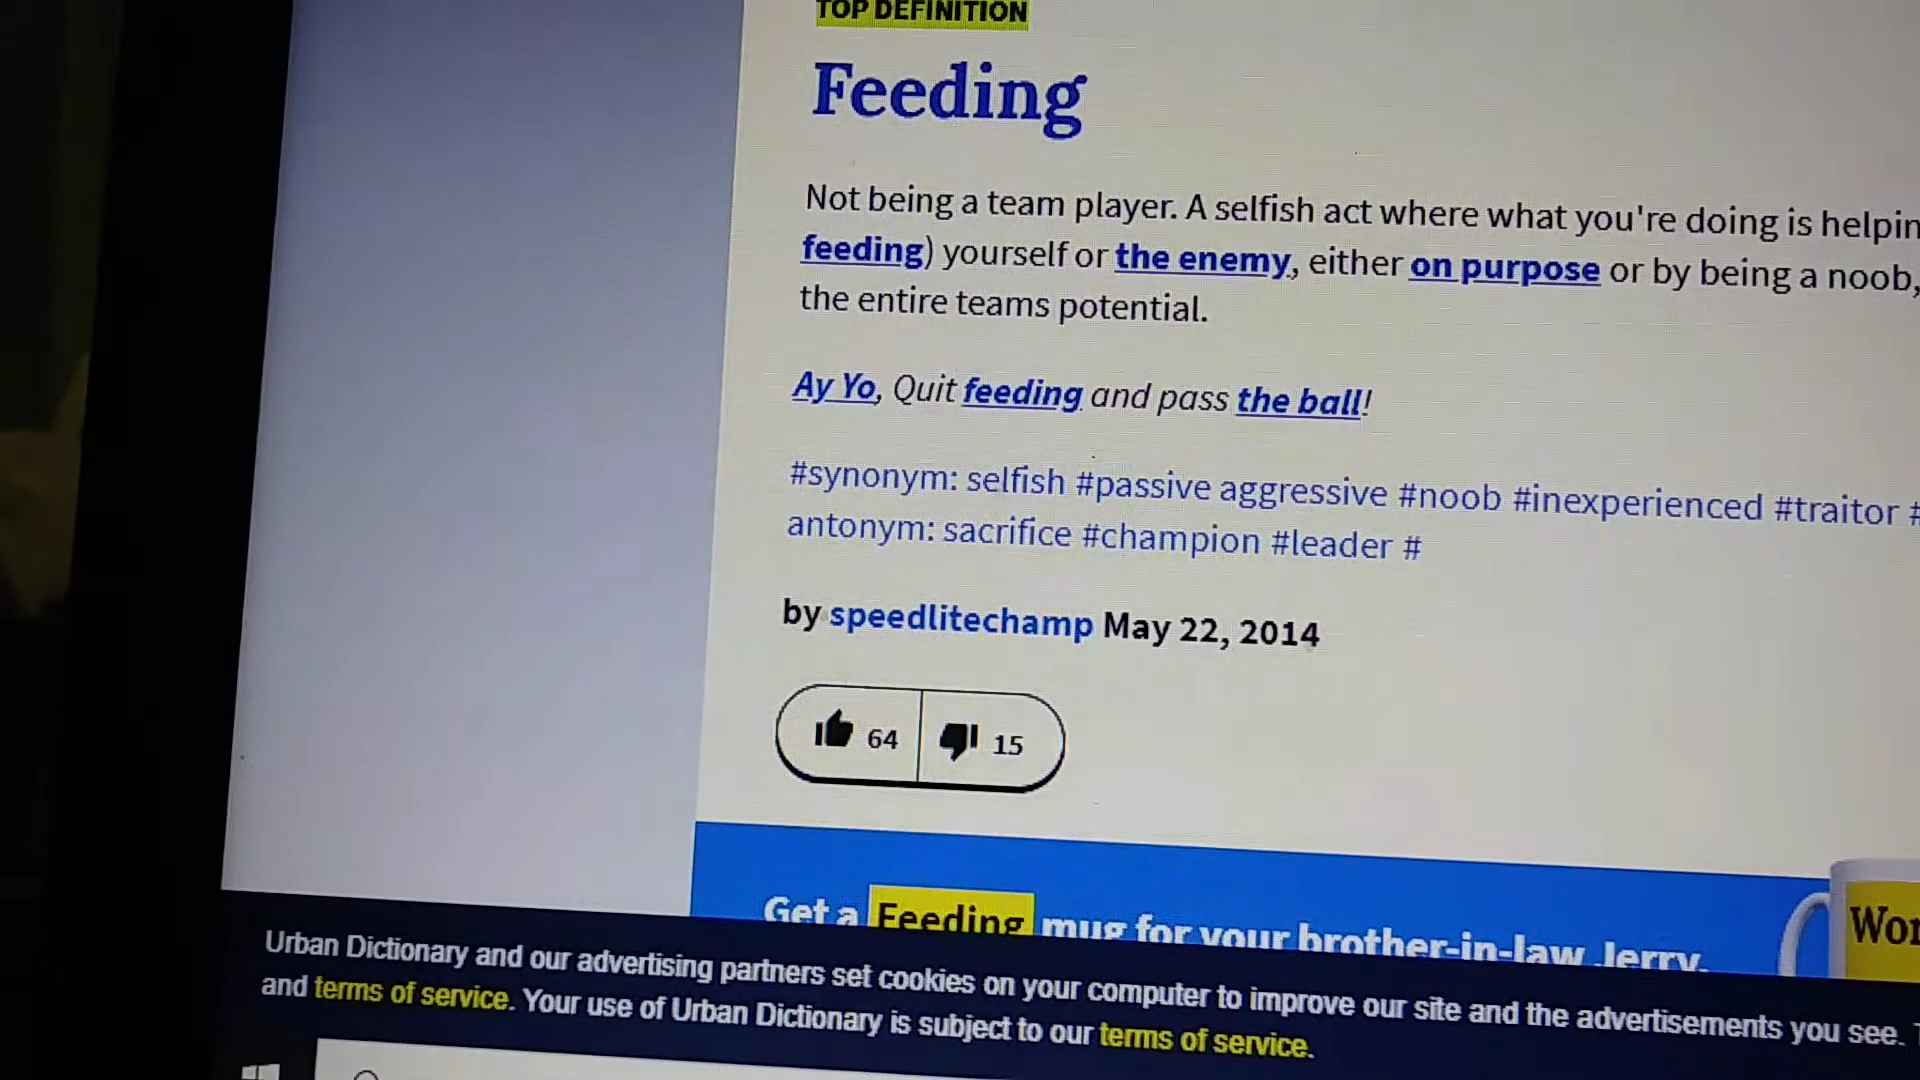 TOP DEFINITION
Feeding
Not being a team player. A selfish act where what you're doing is
feeding) yourself or the enemy, either on purpose or by being a noob,
the entire teams potential.
Ay Yo, Quit feeding and pass the ball!
#synonym: selfish #passive aggressive #noob #inexperienced #traitor #
antonym: sacrifice #champion #leader #
by speedlitechamp May 22, 2014
64 15
Get a Feeding mug for your brother-in-law Jerry.
Urban Dictionary and our advertising partners set cookies on your computer to improve our site and the advertisements you see.
and terms of service. Your use of Urban Dictionary is subject to our terms of service.